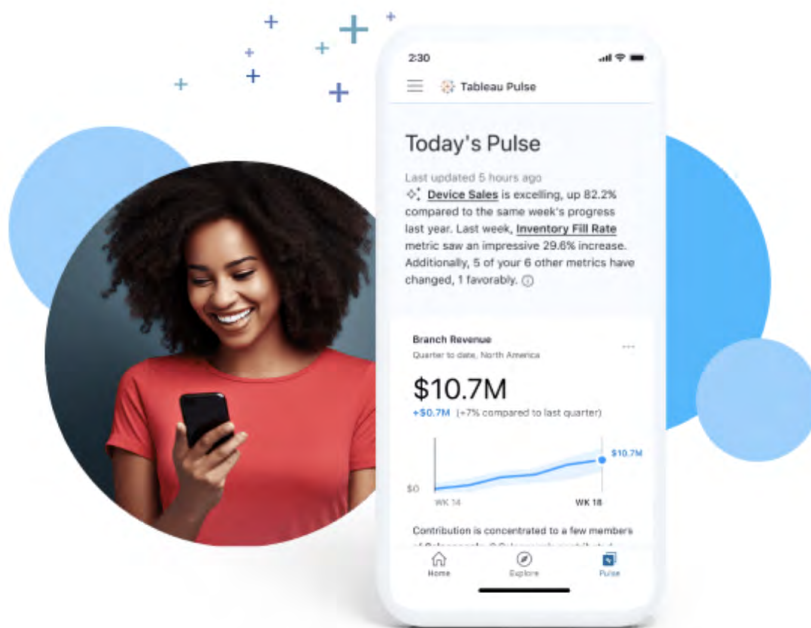 2:30
Tableau Pulse
Today's Pulse
Last updated 5 hours ago
Device Sales is excelling, up 82.2%
compared to the same week's progress
last year. Last week, Inventory Fill Rate
metric saw an impressive 29.6% increase.
Additionally, 5 of your 6 other metrics have
changed, 1 favorably.
Branch Revenue
Quarter to date, North America
$10.7M
+$0.7M (+7% compared to last quarter)
$10.7M
$0
WK 14 WK 18
Contribution is concentrated to a few members
Home Explore Pulse